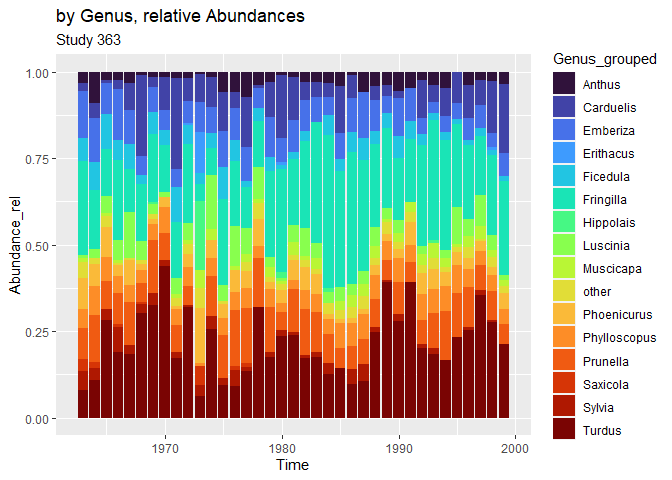 by Genus, relative Abundances
Study 363
Genus_grouped
Anthus
Carduelis
Emberiza
Erithacus
Ficedula
Fringilla
Hippolais
Luscinia
Muscicapa
other
Phoenicurus
Phylloscopus
Prunella
Saxicola
Sylvia
Turdus
Abundance_rel
1.00
0.75
0.50
0.25
0.00
1970
1980
1990
2000
Time